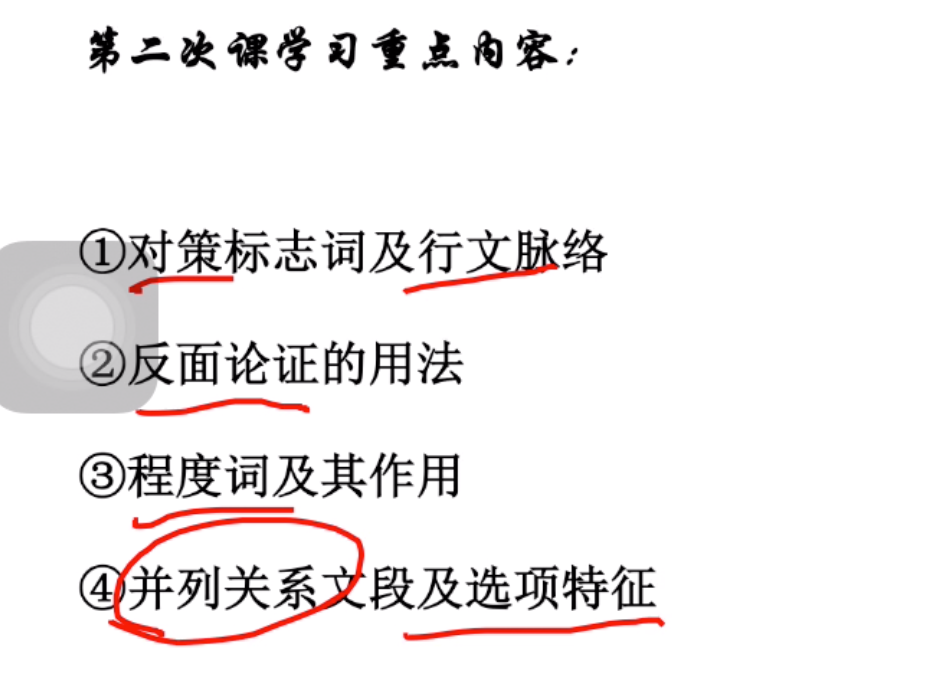 第二次课学习重点内容：
①对策标志词及行文脉络
②反面论证的用法
③程度词及其作用
④并列关系文段及选项特征